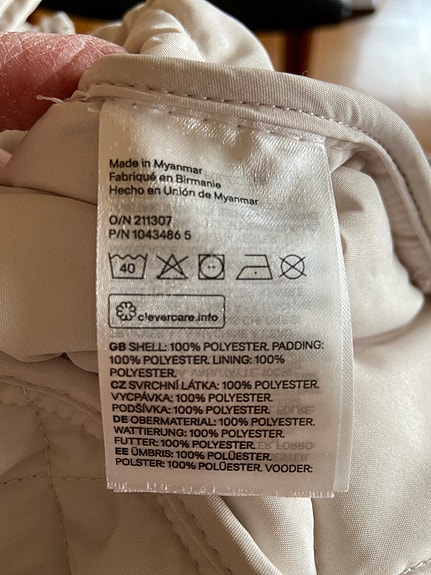 Made in Myanmar
Fabriqué en Birmanie
Hecho en Unión de Myanmar
O/N 211307
P/N 1043486 5
40
clevercare.info
GB SHELL: 100% POLYESTER. PADDING:
100% POLYESTER. LINING: 100%
POLYESTER.
CZ SVRCHNÍ LÁTKA: 100% POLYESTER.
VYCPÁVKA: 100% POLYESTER.
PODŠÍVKA: 100% POLYESTER.
DE OBERMATERIAL: 100% POLYESTER.
WATTIERUNG: 100% POLYESTER.
FUTTER: 100% POLYESTER.
EE ÜMBRIS: 100% POLÜESTER.
POLSTER: 100% POLÜESTER. VOODER: